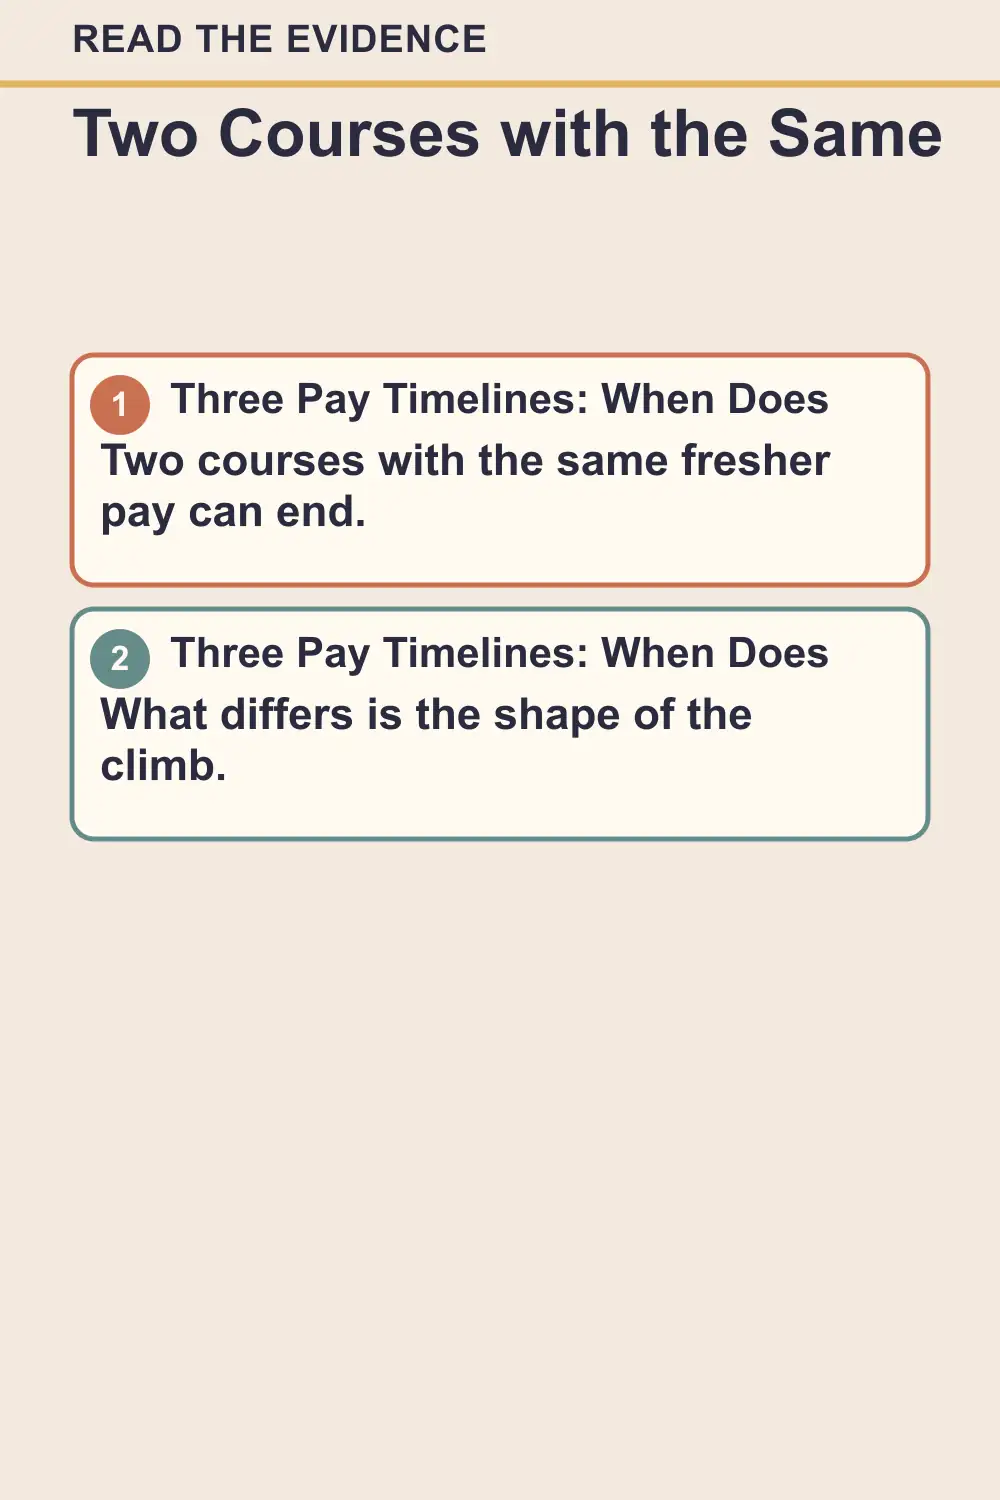 READ THE EVIDENCE
Two Courses with the Same
1 Three Pay Timelines: When Does
Two courses with the same fresher
pay can end.
2 Three Pay Timelines: When Does
What differs is the shape of the
climb.